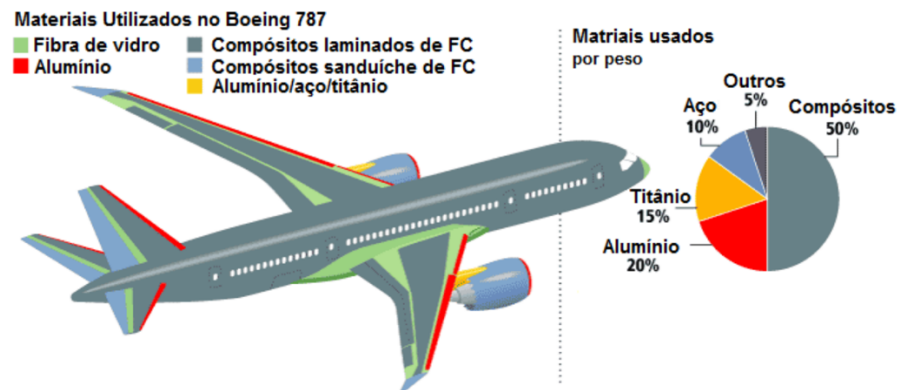 Materiais Utilizados no Boeing 787
Fibra de vidro
Compósitos laminados de FC
Alumínio
Compósitos sanduíche de FC
Alumínio/aço/titânio
Matriais usados
por peso
Outros
5%
Compósitos
50%
Aço
10%
Titânio
15%
Alumínio
20%